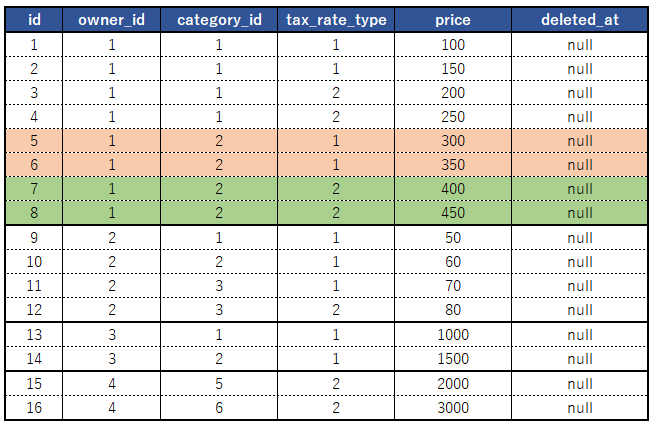 id owner_id category_id tax_rate_type price deleted_at
1 1 1 1 100 null
2 1 1 1 150 null
3 1 1 2 200 null
4 1 1 2 250 null
5 1 2 1 300 null
6 1 2 1 350 null
7 1 2 2 400 null
8 1 2 2 450 null
9 2 1 1 50 null
10 2 2 1 60 null
11 2 3 1 70 null
12 2 3 2 80 null
13 3 1 1 1000 null
14 3 2 1 1500 null
15 4 5 2 2000 null
16 4 6 2 3000 null